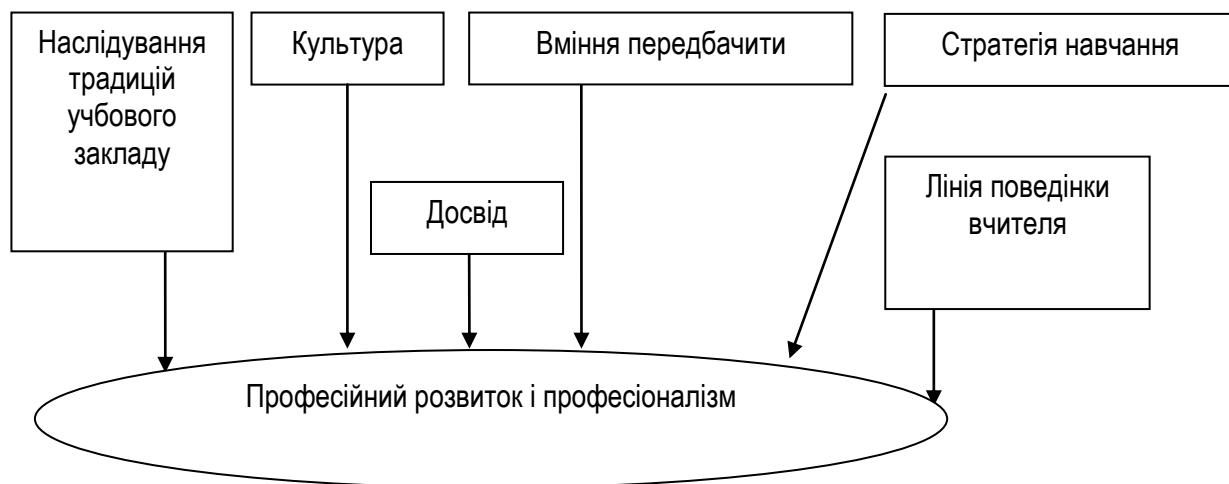 Наслідування
традицій
учбового
закладу
Культура
Вміння передбачити
Стратегія навчання
Досвід
Лінія поведінки
вчителя
Професійний розвиток і професіоналізм